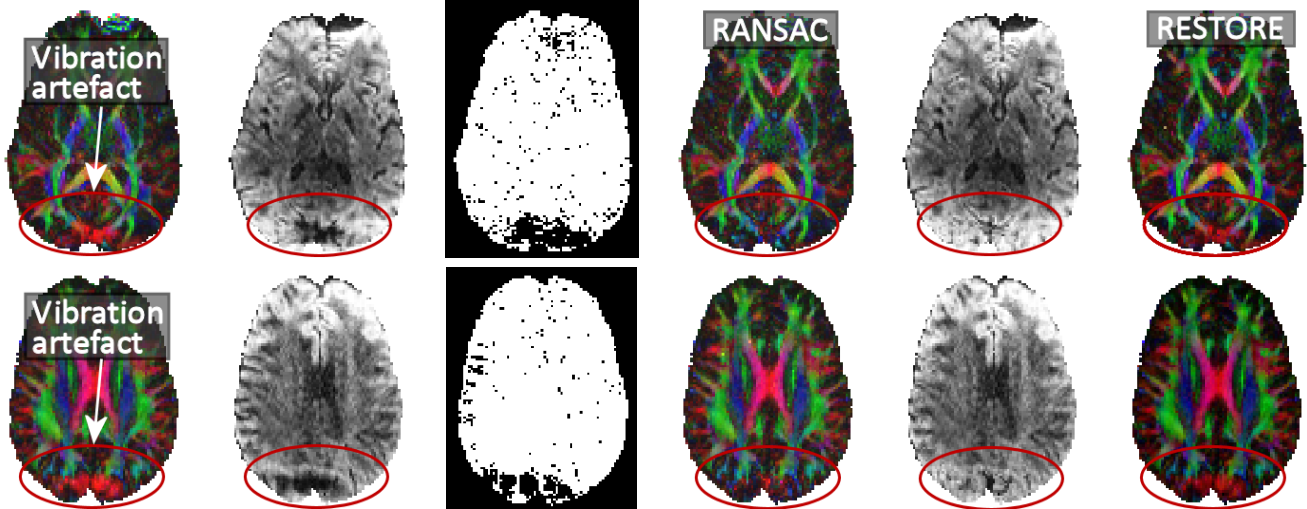 Vibration
artefact
RANSAC
RESTORE
Vibration
artefact